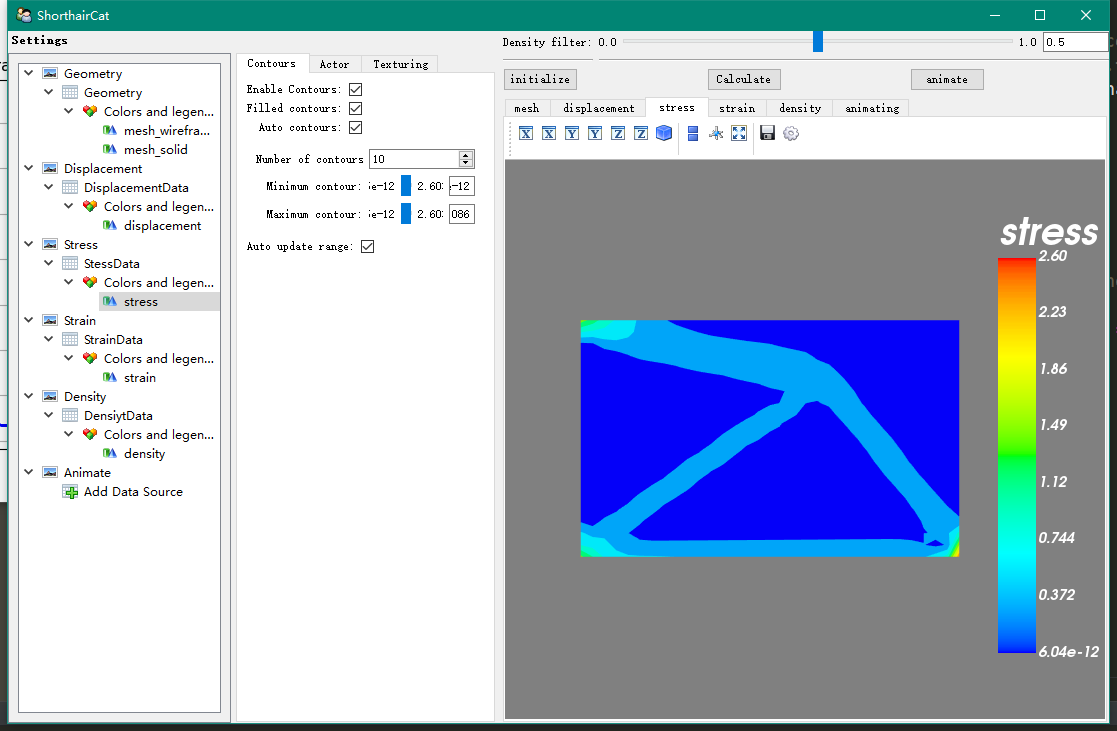 ShorthairCat
Settings
Geometry
Geometry
Colors and legen...
mesh_wirefra...
mesh_solid
Displacement
DisplacementData
Colors and legen...
displacement
Stress
StessData
Colors and legen...
stress
Strain
StrainData
Colors and legen...
strain
Density
DensiytData
Colors and legen...
density
Animate
Add Data Source
Contours Actor Texturing
Enable Contours:
Filled contours:
Auto contours:
Number of contours 10
Minimum contour: e-12 2.60 -12
Maximum contour: e-12 2.60 086
Auto update range:
Density filter: 0.0 1.0 0.5
initialize Calculate animate
mesh displacement stress strain density animating
X X Y Y Z Z
stress
2.60
2.23
1.86
1.49
1.12
0.744
0.372
6.04e-12